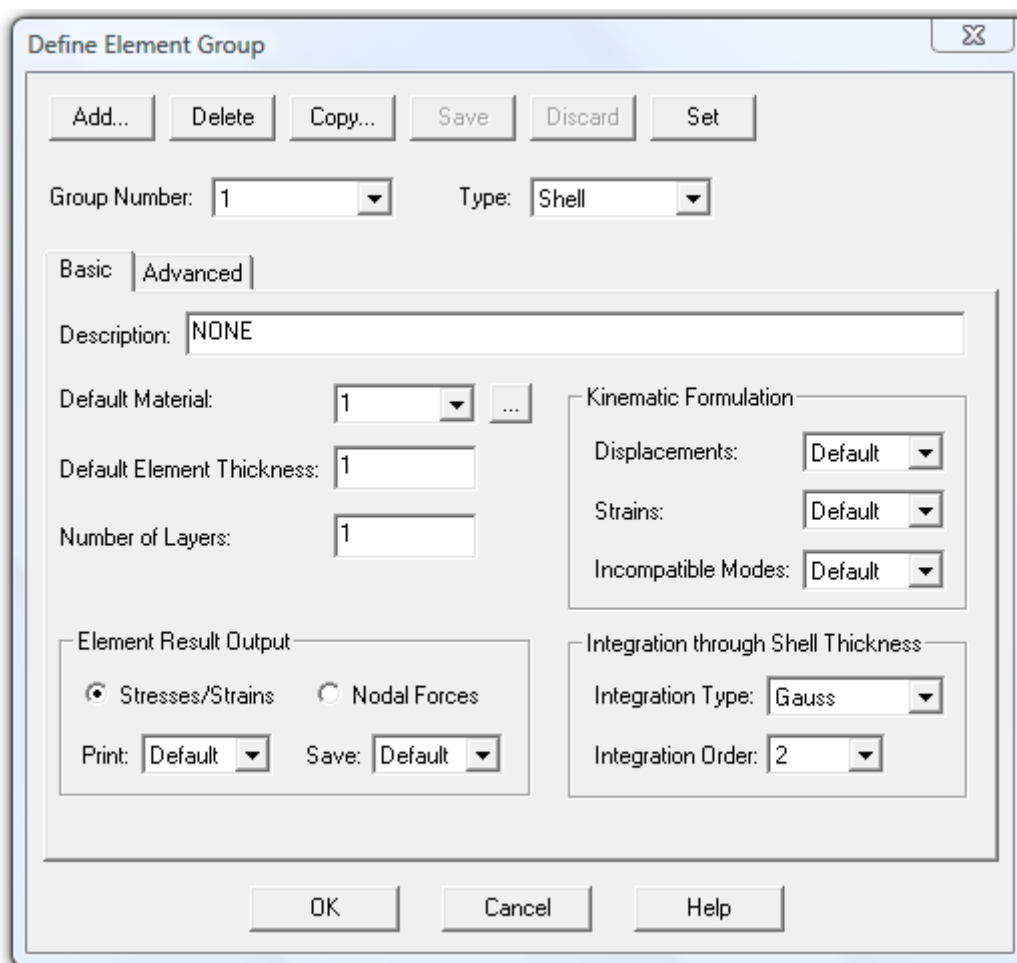 Define Element Group
Add... Delete Copy... Save Discard Set
Group Number: 1 Type: Shell
Basic Advanced
Description: NONE
Default Material: 1 ...
Default Element Thickness: 1
Number of Layers: 1
Kinematic Formulation
Displacements: Default
Strains: Default
Incompatible Modes: Default
Element Result Output
Stresses/Strains Nodal Forces
Print: Default Save: Default
Integration through Shell Thickness
Integration Type: Gauss
Integration Order: 2
OK Cancel Help